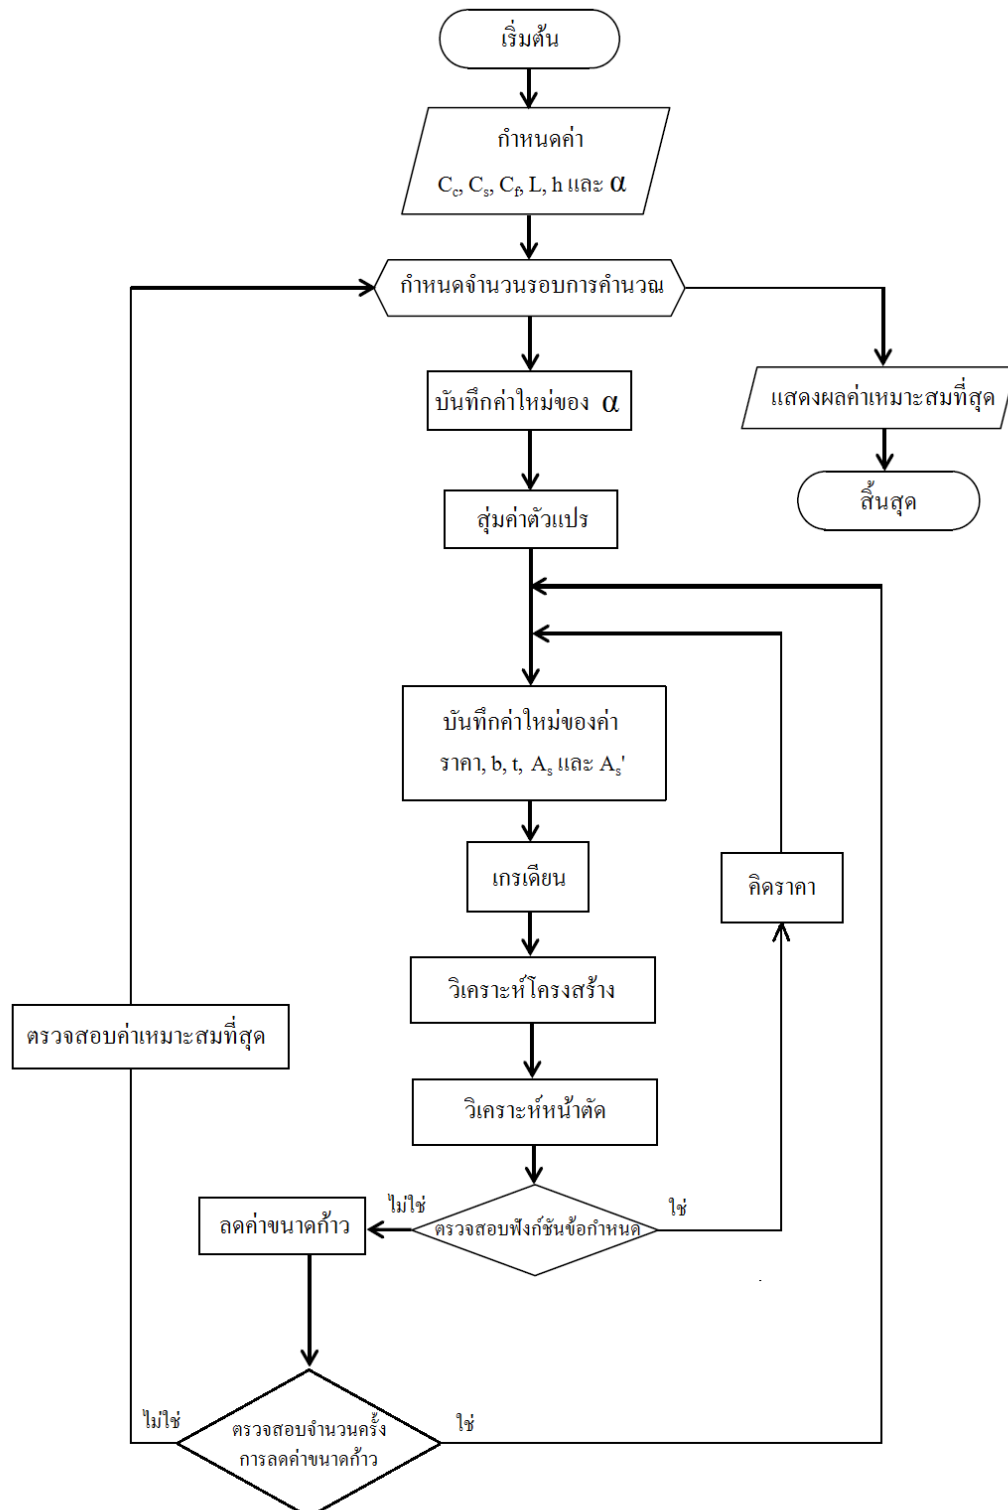 เริ่มต้น
กำหนดค่า
Cc, Cs, Cf, L, h และ α
กำหนดจำนวนรอบการคำนวณ
บันทึกค่าใหม่ของ α
แสดงผลค่าเหมาะสมที่สุด
สุ่มค่าตัวแปร
สิ้นสุด
บันทึกค่าใหม่ของค่า
ราคา, b, t, As และ As'
เกรเดียน
คิดราคา
วิเคราะห์โครงสร้าง
ตรวจสอบค่าเหมาะสมที่สุด
วิเคราะห์หน้าตัด
ไม่ใช่
ใช่
ลดค่าขนาดก้าว
ตรวจสอบฟังก์ชันข้อกำหนด
ไม่ใช่
ใช่
ตรวจสอบจำนวนครั้ง
การลดค่าขนาดก้าว